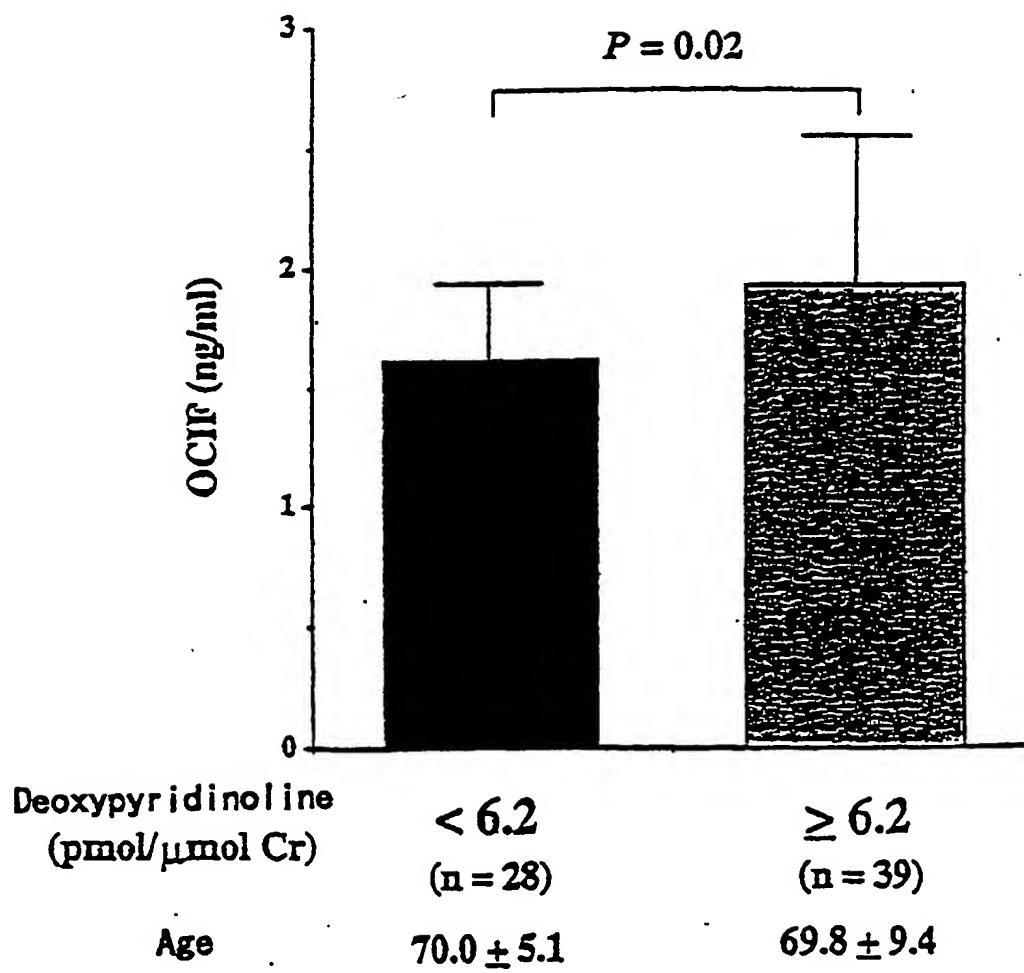 3
P = 0.02
2
OCIF (ng/ml)
1
0
Deoxypyridinoline
(pmol/μmol Cr)
< 6.2
≥ 6.2
(n = 28)
(n = 39)
Age
70.0 ± 5.1
69.8 ± 9.4